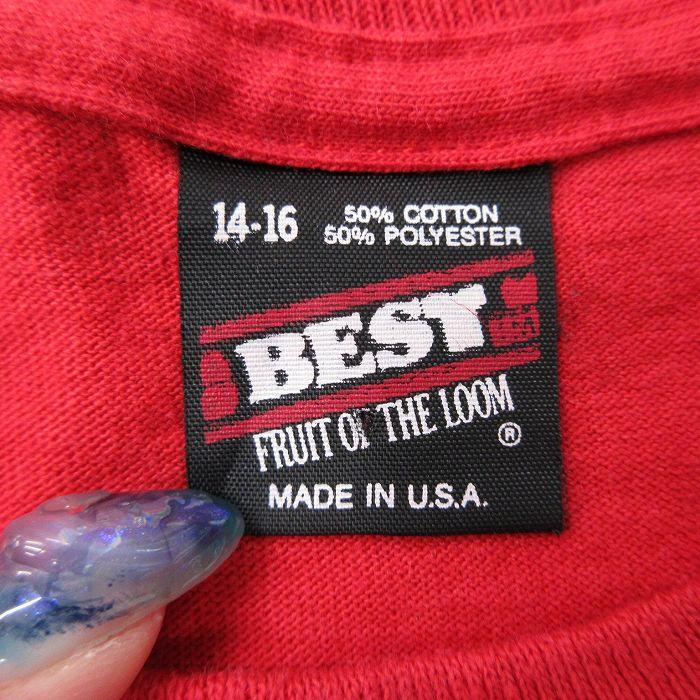 14-16
50% COTTON
50% POLYESTER
BEST
FRUIT OF THE LOOM
®
MADE IN U.S.A.